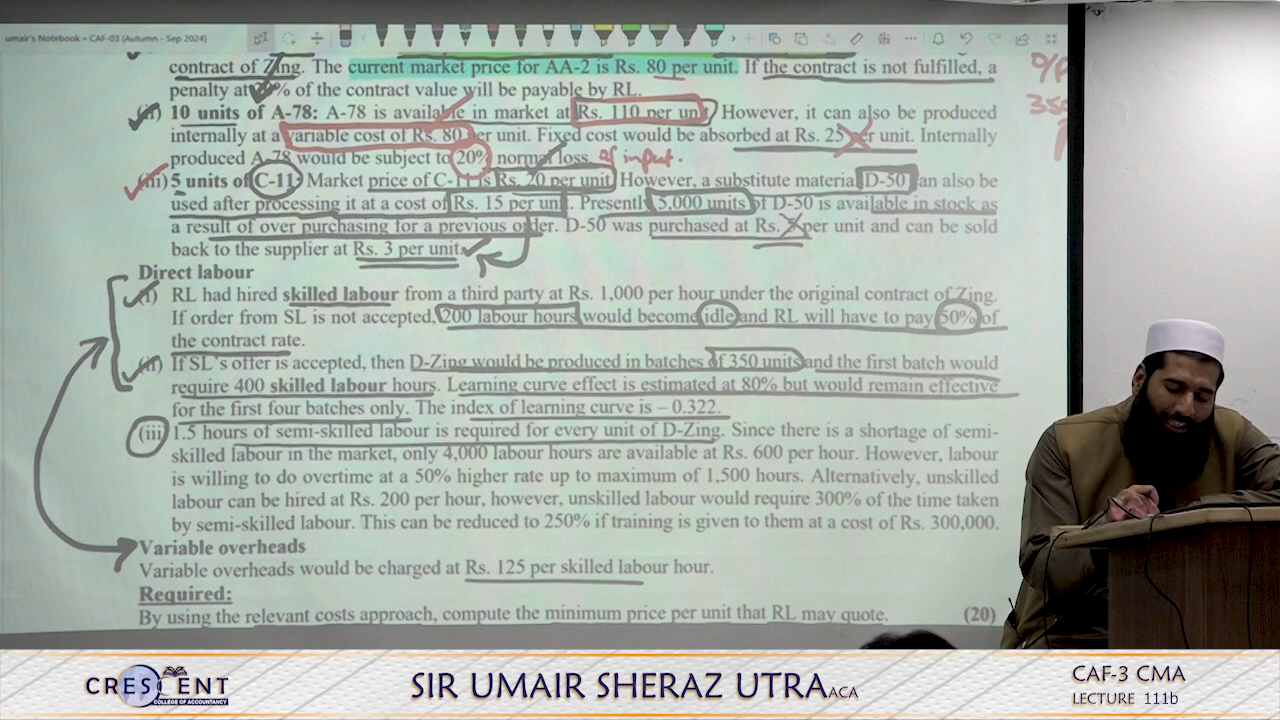 umair's Notebook » CAF-03 (Autumn - Sep 2024)
contract of Zing. The current market price for AA-2 is Rs. 80 per unit. If the contract is not fulfilled, a
penalty at % of the contract value will be payable by RL.
10 units of A-78: A-78 is available in market at Rs. 110 per unit. However, it can also be produced
internally at a variable cost of Rs. 80 per unit. Fixed cost would be absorbed at Rs. 25 per unit. Internally
produced A-78 would be subject to 20% normal loss. of input.
(iii) 5 units of C-11: Market price of C-11 is Rs. 20 per unit. However, a substitute material D-50 can also be
used after processing it at a cost of Rs. 15 per unit. Presently 5,000 units of D-50 is available in stock as
a result of over purchasing for a previous order. D-50 was purchased at Rs. 5 per unit and can be sold
back to the supplier at Rs. 3 per unit.
Direct labour
(i) RL had hired skilled labour from a third party at Rs. 1,000 per hour under the original contract of Zing.
If order from SL is not accepted, 200 labour hours would become idle and RL will have to pay 50% of
the contract rate.
(ii) If SL's offer is accepted, then D-Zing would be produced in batches of 350 units and the first batch would
require 400 skilled labour hours. Learning curve effect is estimated at 80% but would remain effective
for the first four batches only. The index of learning curve is – 0.322.
(iii) 1.5 hours of semi-skilled labour is required for every unit of D-Zing. Since there is a shortage of semi-
skilled labour in the market, only 4,000 labour hours are available at Rs. 600 per hour. However, labour
is willing to do overtime at a 50% higher rate up to maximum of 1,500 hours. Alternatively, unskilled
labour can be hired at Rs. 200 per hour, however, unskilled labour would require 300% of the time taken
by semi-skilled labour. This can be reduced to 250% if training is given to them at a cost of Rs. 300,000.
Variable overheads
Variable overheads would be charged at Rs. 125 per skilled labour hour.
Required:
By using the relevant costs approach, compute the minimum price per unit that RL may quote. (20)
CRESCENT
COLLEGE OF ACCOUNTANCY
SIR UMAIR SHERAZ UTRA ACA
CAF-3 CMA
LECTURE 111b